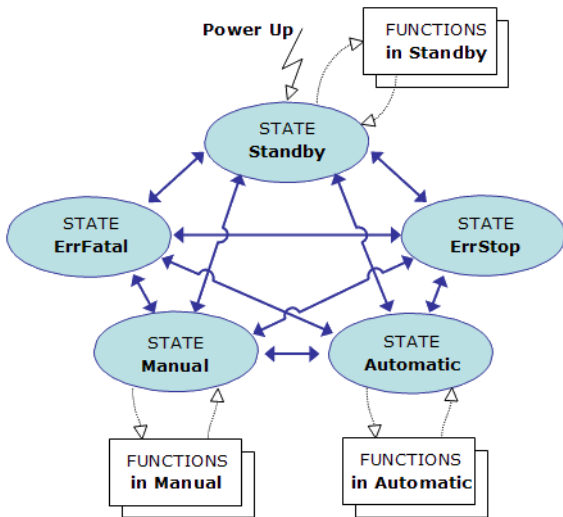 Power Up
FUNCTIONS
in Standby
STATE
Standby
STATE
ErrFatal
STATE
ErrStop
STATE
Manual
STATE
Automatic
FUNCTIONS
in Manual
FUNCTIONS
in Automatic